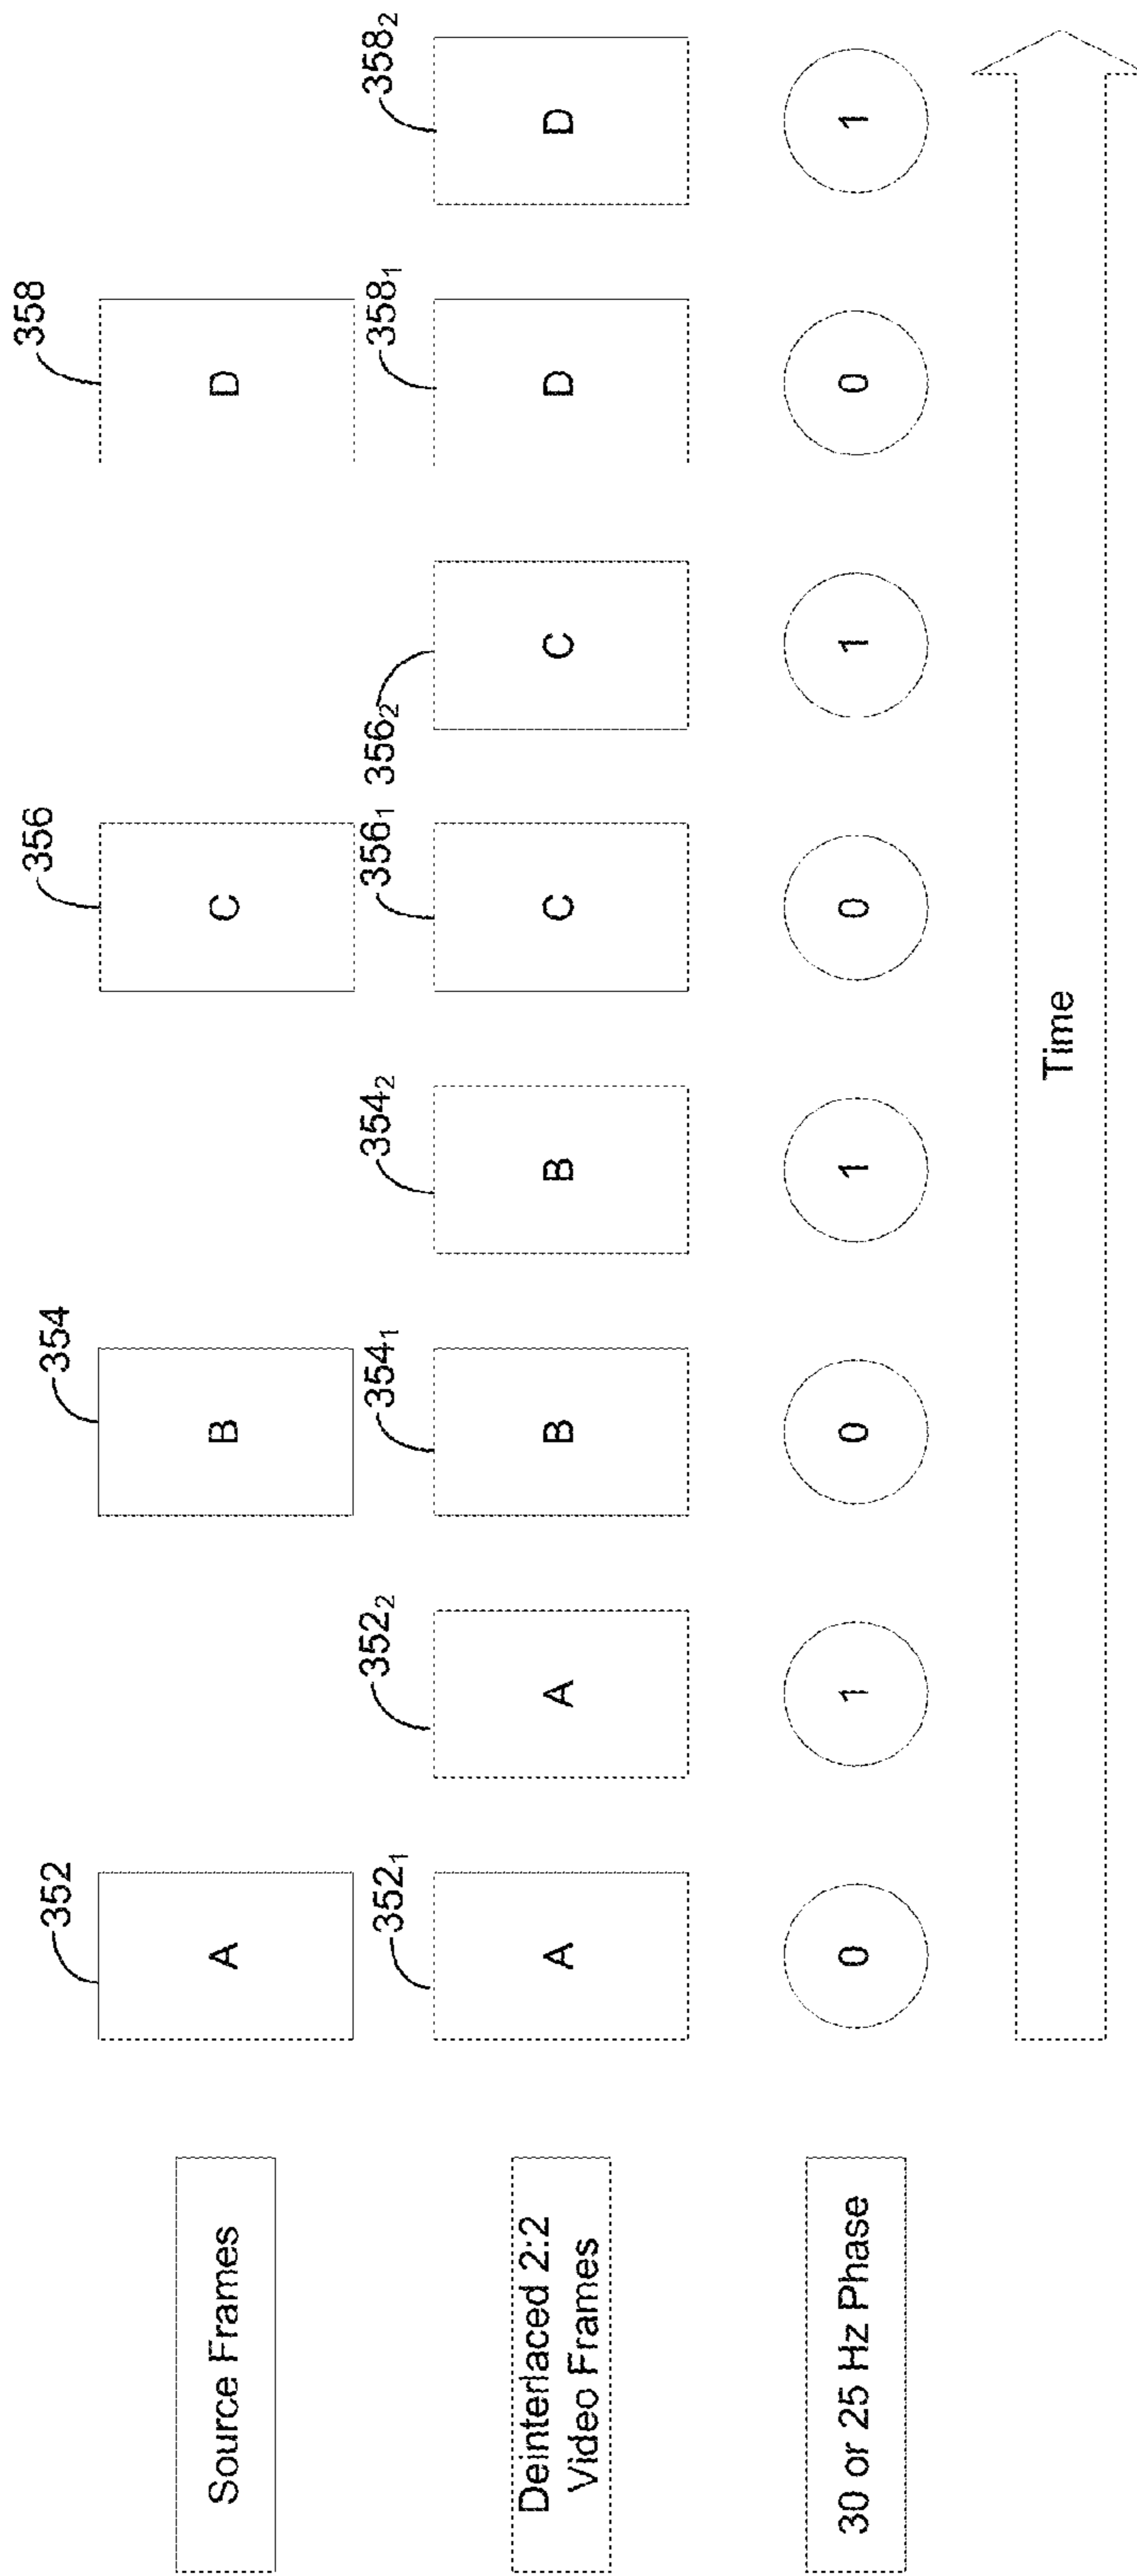 352
354
356
358
Source Frames
A
B
C
D
352₁
352₂
354₁
354₂
356₁
356₂
358₁
358₂
Deinterlaced 2:2
Video Frames
A
A
B
B
C
C
D
D
30 or 25 Hz Phase
0
1
0
1
0
1
0
1
Time